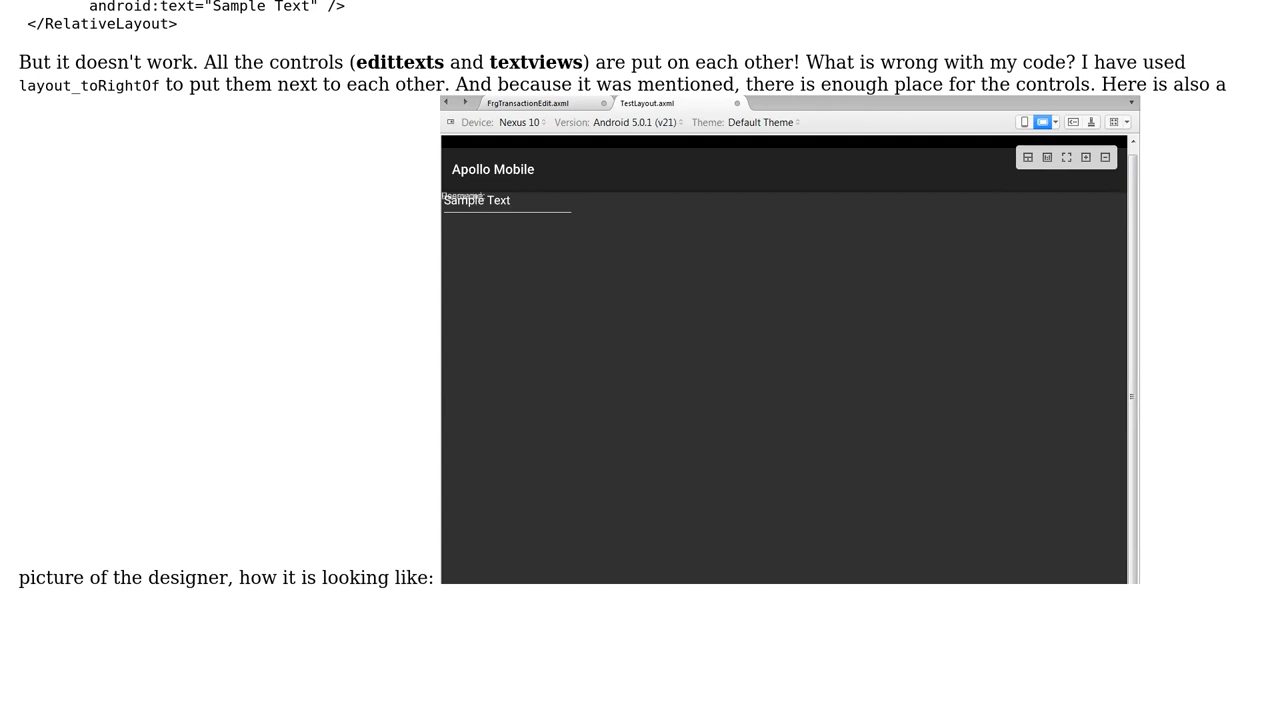 android:text="Sample Text" />
</RelativeLayout>
But it doesn't work. All the controls (edittexts and textviews) are put on each other! What is wrong with my code? I have used
layout_toRightOf to put them next to each other. And because it was mentioned, there is enough place for the controls. Here is also a
FrgTransactionEdit.axml TestLayout.axml
Device: Nexus 10 Version: Android 5.0.1 (v21) Theme: Default Theme
Apollo Mobile
Sample Text
picture of the designer, how it is looking like: